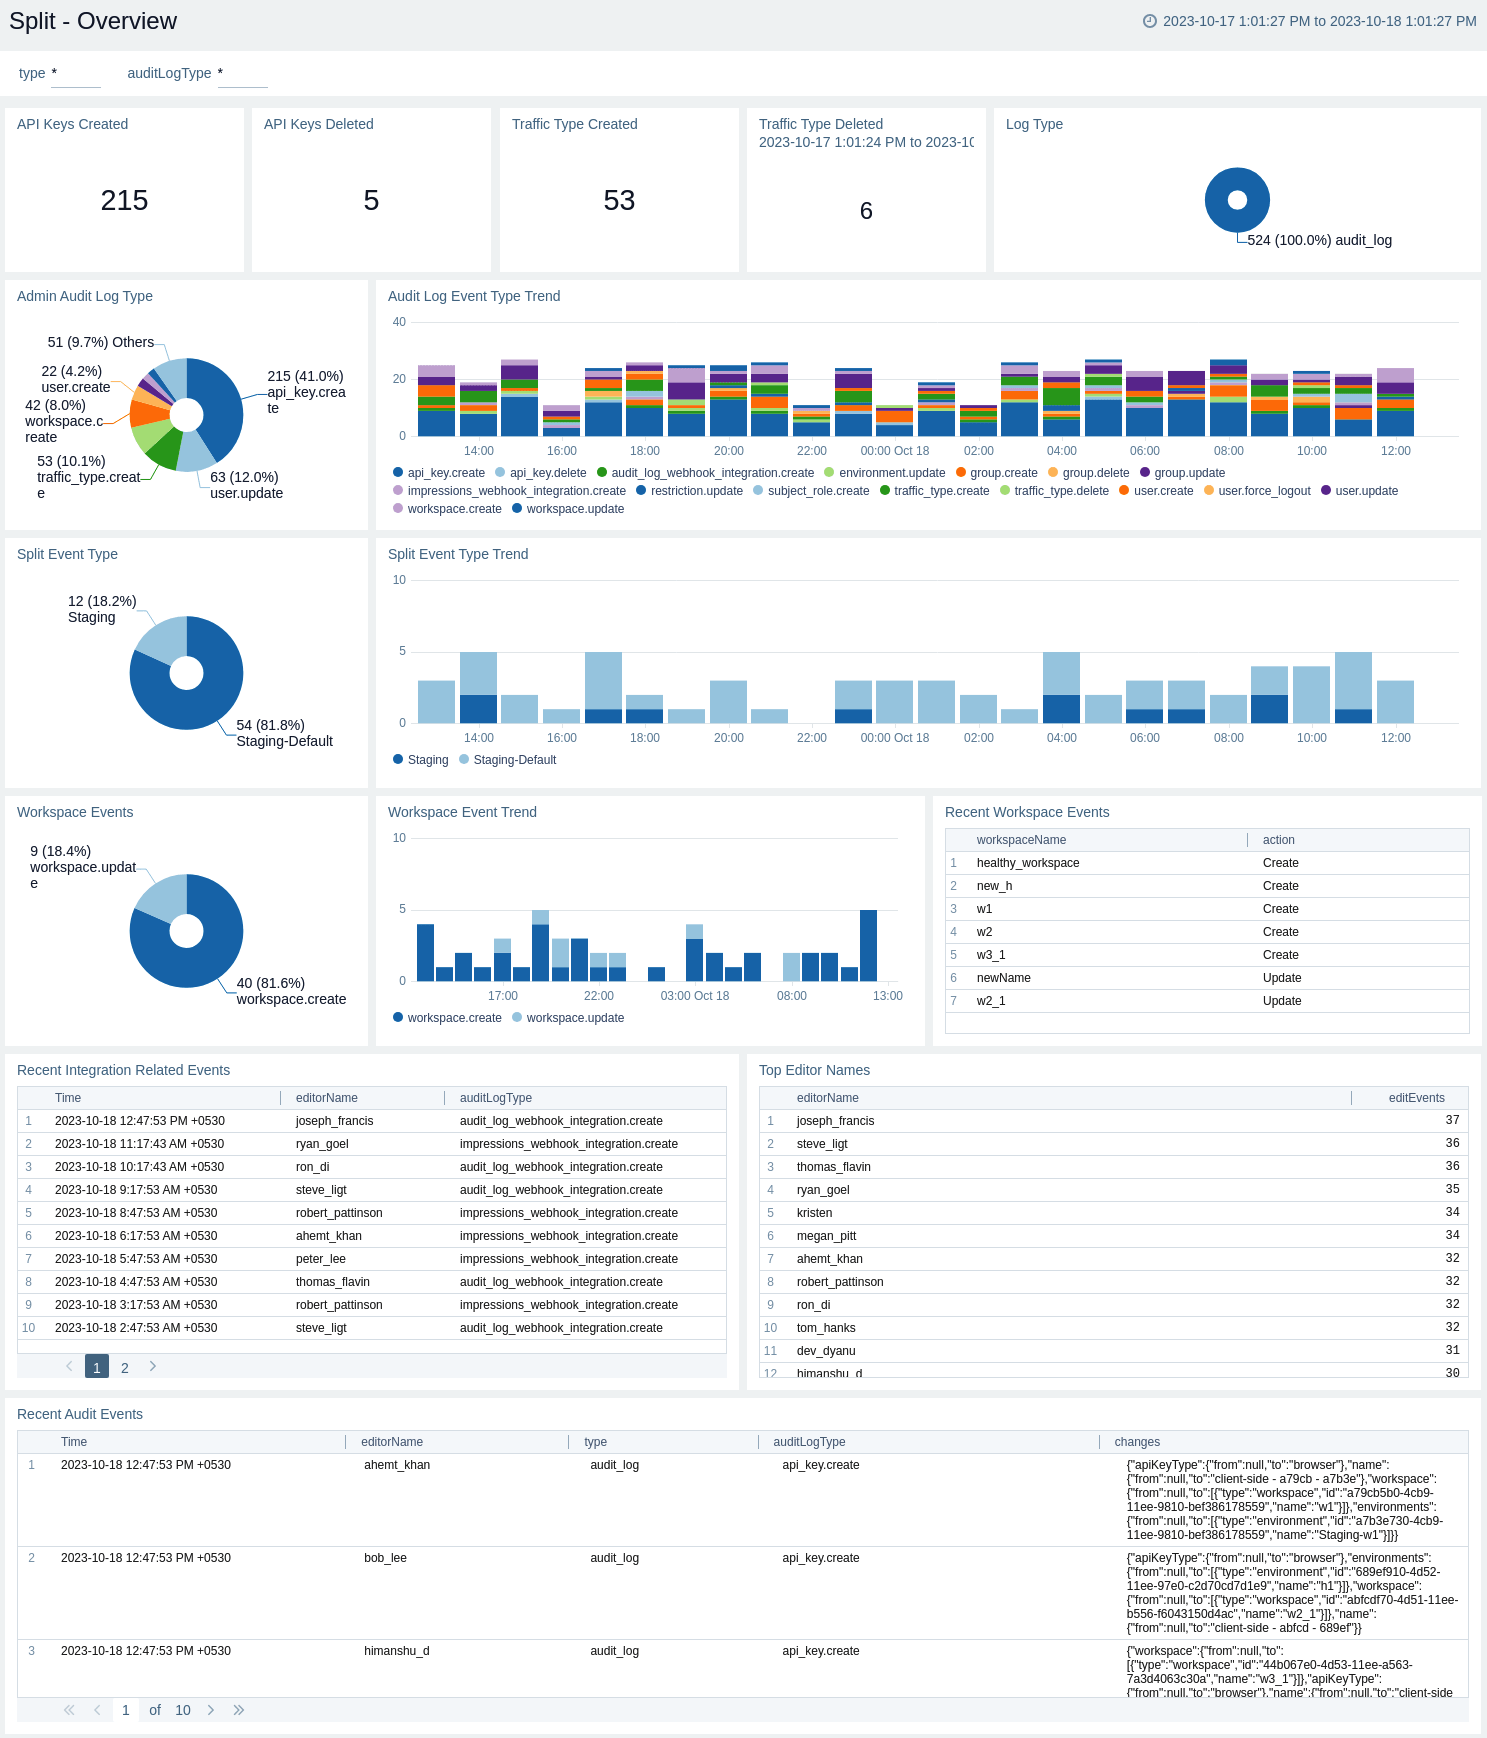 Split - Overview
2023-10-17 1:01:27 PM to 2023-10-18 1:01:27 PM
type *
auditLogType *
API Keys Created
215
API Keys Deleted
5
Traffic Type Created
53
Traffic Type Deleted
2023-10-17 1:01:24 PM to 2023-10
6
Log Type
524 (100.0%) audit_log
Admin Audit Log Type
51 (9.7%) Others
22 (4.2%)
user.create
42 (8.0%)
workspace.c
reate
53 (10.1%)
traffic_type.creat
e
215 (41.0%)
api_key.crea
te
63 (12.0%)
user.update
Audit Log Event Type Trend
40
20
0
14:00 16:00 18:00 20:00 22:00 00:00 Oct 18 02:00 04:00 06:00 08:00 10:00 12:00
api_key.create api_key.delete audit_log_webhook_integration.create environment.update group.create group.delete group.update
impressions_webhook_integration.create restriction.update subject_role.create traffic_type.create traffic_type.delete user.create user.force_logout user.update
workspace.create workspace.update
Split Event Type
12 (18.2%)
Staging
54 (81.8%)
Staging-Default
Split Event Type Trend
10
5
0
14:00 16:00 18:00 20:00 22:00 00:00 Oct 18 02:00 04:00 06:00 08:00 10:00 12:00
Staging Staging-Default
Workspace Events
9 (18.4%)
workspace.updat
e
40 (81.6%)
workspace.create
Workspace Event Trend
10
5
0
17:00 22:00 03:00 Oct 18 08:00 13:00
workspace.create workspace.update
Recent Workspace Events
workspaceName action
1 healthy_workspace Create
2 new_h Create
3 w1 Create
4 w2 Create
5 w3_1 Create
6 newName Update
7 w2_1 Update
Recent Integration Related Events
Time editorName auditLogType
1 2023-10-18 12:47:53 PM +0530 joseph_francis audit_log_webhook_integration.create
2 2023-10-18 11:17:43 AM +0530 ryan_goel impressions_webhook_integration.create
3 2023-10-18 10:17:43 AM +0530 ron_di audit_log_webhook_integration.create
4 2023-10-18 9:17:53 AM +0530 steve_ligt audit_log_webhook_integration.create
5 2023-10-18 8:47:53 AM +0530 robert_pattinson impressions_webhook_integration.create
6 2023-10-18 6:17:53 AM +0530 ahemt_khan impressions_webhook_integration.create
7 2023-10-18 5:47:53 AM +0530 peter_lee impressions_webhook_integration.create
8 2023-10-18 4:47:53 AM +0530 thomas_flavin audit_log_webhook_integration.create
9 2023-10-18 3:17:53 AM +0530 robert_pattinson impressions_webhook_integration.create
10 2023-10-18 2:47:53 AM +0530 steve_ligt audit_log_webhook_integration.create
1 2
Top Editor Names
editorName editEvents
1 joseph_francis 37
2 steve_ligt 36
3 thomas_flavin 36
4 ryan_goel 35
5 kristen 34
6 megan_pitt 34
7 ahemt_khan 32
8 robert_pattinson 32
9 ron_di 32
10 tom_hanks 32
11 dev_dyanu 31
12 himanshu_d 30
Recent Audit Events
Time editorName type auditLogType changes
1 2023-10-18 12:47:53 PM +0530 ahemt_khan audit_log api_key.create {"apiKeyType":{"from":null,"to":"browser"},"name":
{"from":null,"to":"client-side - a79cb - a7b3e"},"workspace":
{"from":null,"to":[{"type":"workspace","id":"a79cb5b0-4cb9-
11ee-9810-bef386178559","name":"w1"}]},"environments":
{"from":null,"to":[{"type":"environment","id":"a7b3e730-4cb9-
11ee-9810-bef386178559","name":"Staging-w1"}]}}
2 2023-10-18 12:47:53 PM +0530 bob_lee audit_log api_key.create {"apiKeyType":{"from":null,"to":"browser"},"environments":
{"from":null,"to":[{"type":"environment","id":"689ef910-4d52-
11ee-97e0-c2d70cd7d1e9","name":"h1"}]},"workspace":
{"from":null,"to":[{"type":"workspace","id":"abfcdf70-4d51-11ee-
b556-f6043150d4ac","name":"w2_1"}]},"name":
{"from":null,"to":"client-side - abfcd - 689ef"}}
3 2023-10-18 12:47:53 PM +0530 himanshu_d audit_log api_key.create {"workspace":{"from":null,"to":
[{"type":"workspace","id":"44b067e0-4d53-11ee-a563-
7a3d4063c30a","name":"w3_1"}]},"apiKeyType":
{"from":null,"to":"browser"},"name":{"from":null,"to":"client-side
1 of 10